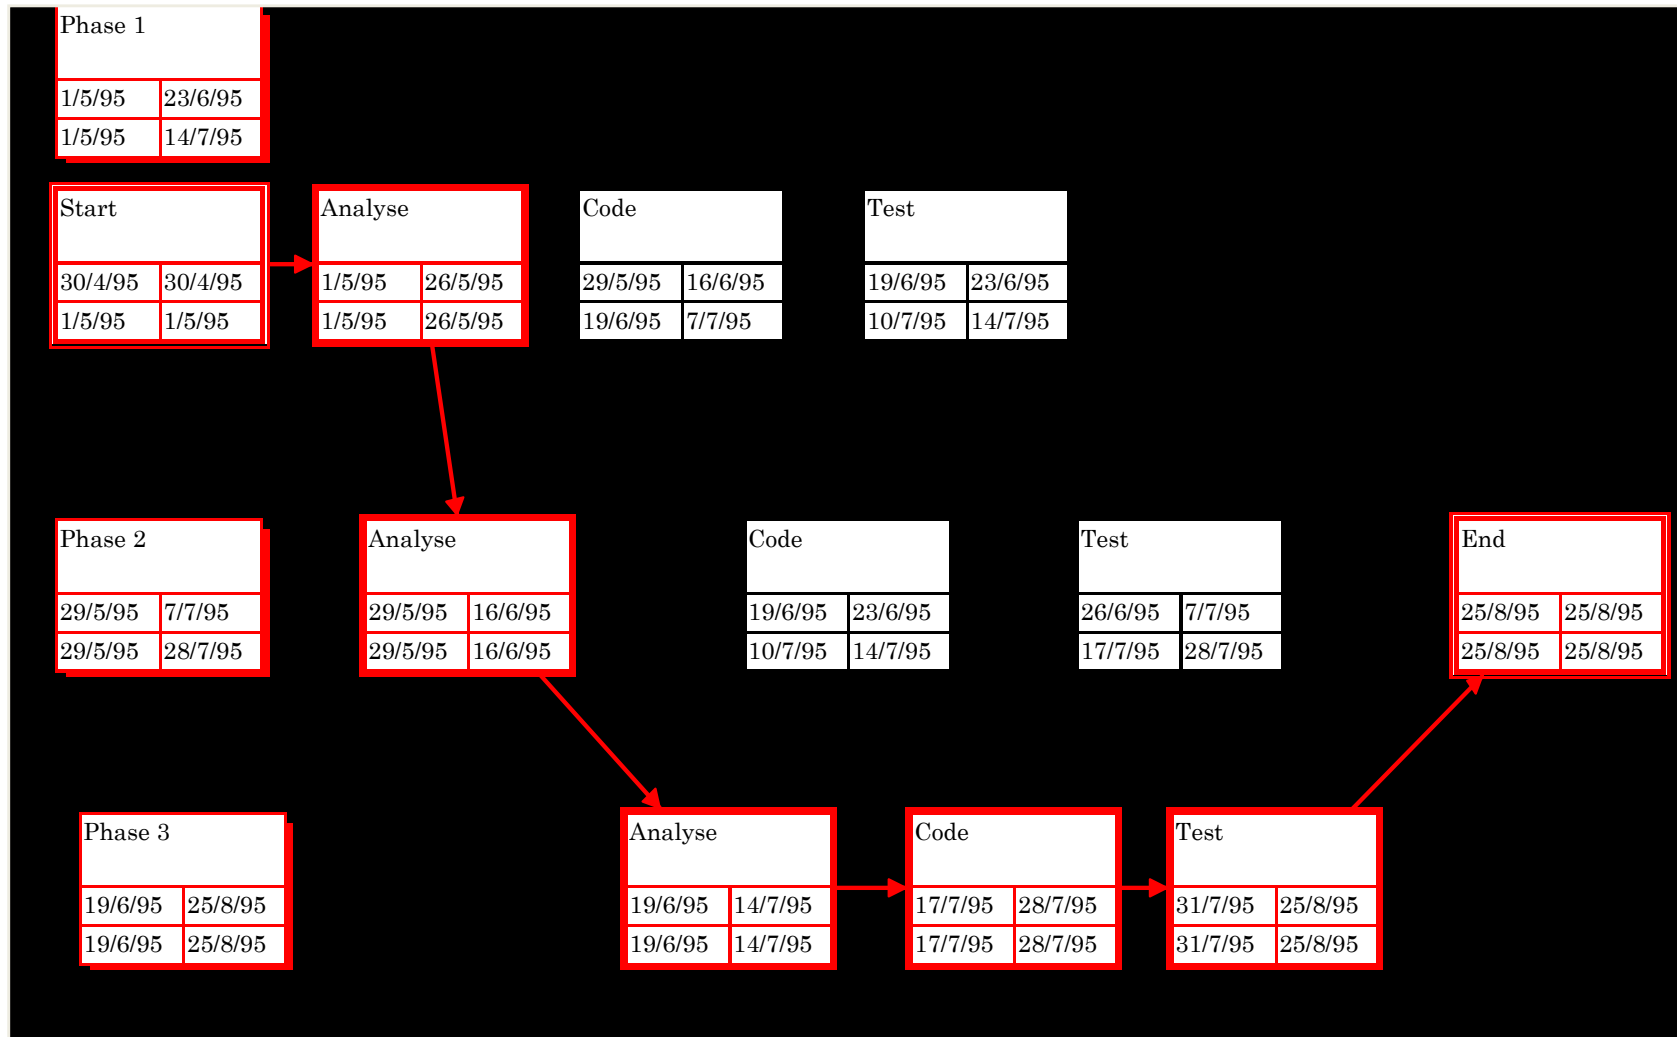 Phase 1
1/5/95 23/6/95
1/5/95 14/7/95
Start Analyse Code Test
30/4/95 30/4/95 1/5/95 26/5/95 29/5/95 16/6/95 19/6/95 23/6/95
1/5/95 1/5/95 1/5/95 26/5/95 19/6/95 7/7/95 10/7/95 14/7/95
Phase 2 Analyse Code Test End
29/5/95 7/7/95 29/5/95 16/6/95 19/6/95 23/6/95 26/6/95 7/7/95 25/8/95 25/8/95
29/5/95 28/7/95 29/5/95 16/6/95 10/7/95 14/7/95 17/7/95 28/7/95 25/8/95 25/8/95
Phase 3 Analyse Code Test
19/6/95 25/8/95 19/6/95 14/7/95 17/7/95 28/7/95 31/7/95 25/8/95
19/6/95 25/8/95 19/6/95 14/7/95 17/7/95 28/7/95 31/7/95 25/8/95